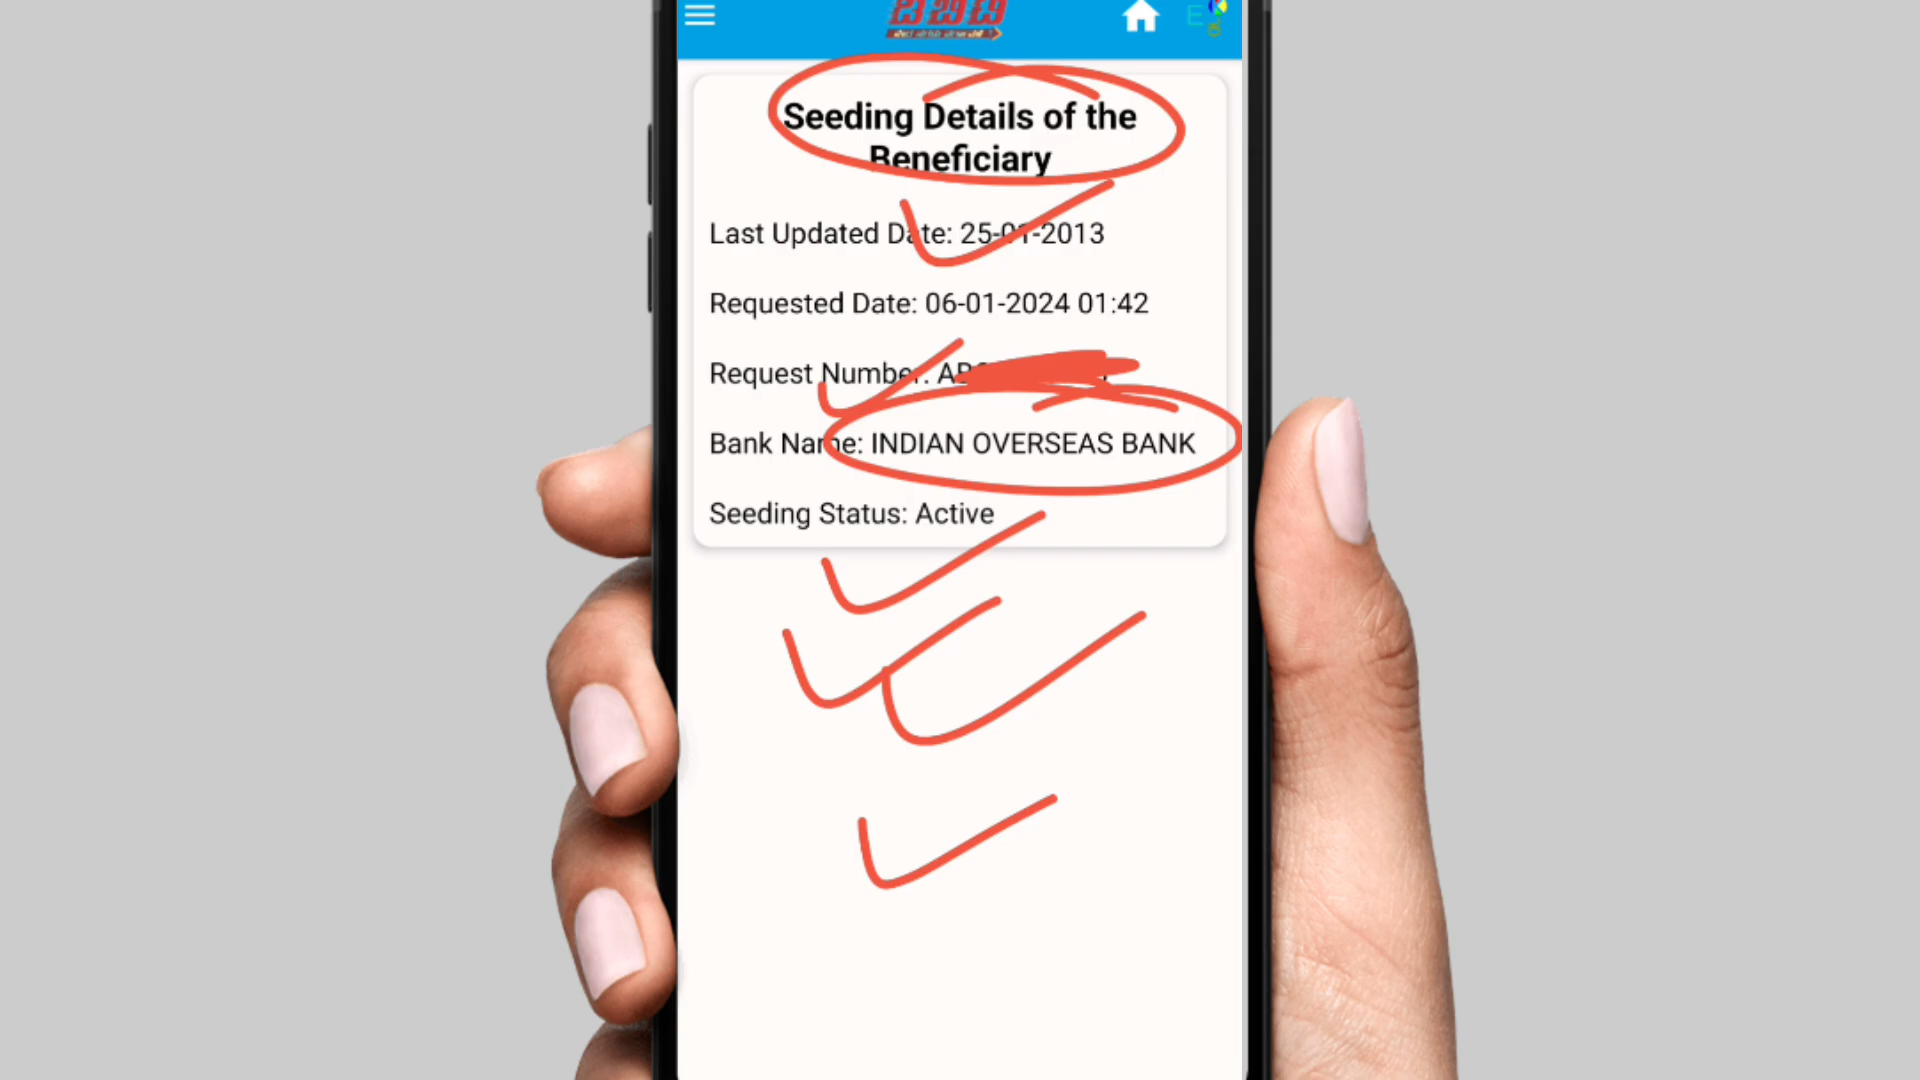 Seeding Details of the
Beneficiary
Last Updated Date: 25-01-2013
Requested Date: 06-01-2024 01:42
Request Number:
Bank Name: INDIAN OVERSEAS BANK
Seeding Status: Active